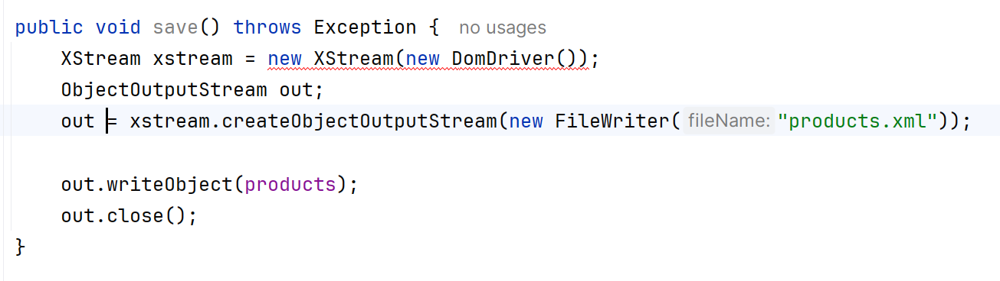 public void save() throws Exception { no usages
XStream xstream = new XStream(new DomDriver());
ObjectOutputStream out;
out = xstream.createObjectOutputStream(new FileWriter( fileName: "products.xml"));
out.writeObject(products);
out.close();
}